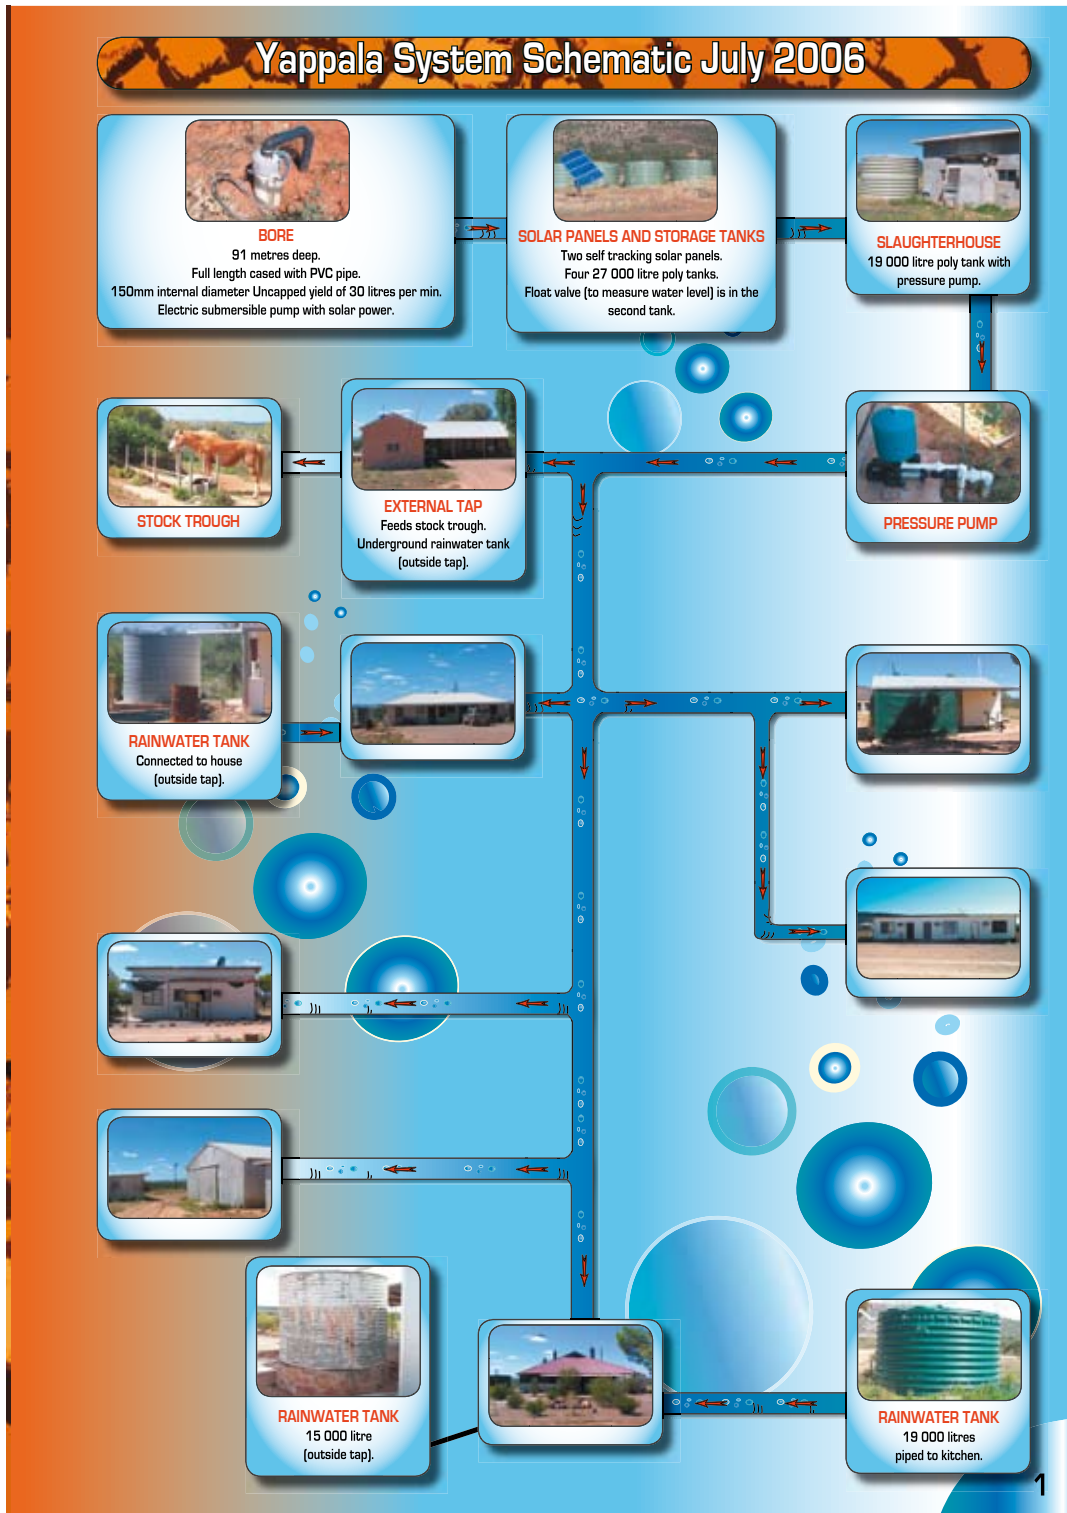 Yappala System Schematic July 2006
BORE
91 metres deep.
Full length cased with PVC pipe.
150mm internal diameter Uncapped yield of 30 litres per min.
Electric submersible pump with solar power.
SOLAR PANELS AND STORAGE TANKS
Two self tracking solar panels.
Four 27 000 litre poly tanks.
Float valve (to measure water level) is in the
second tank.
SLAUGHTERHOUSE
19 000 litre poly tank with
pressure pump.
STOCK TROUGH
EXTERNAL TAP
Feeds stock trough.
Underground rainwater tank
(outside tap).
PRESSURE PUMP
RAINWATER TANK
Connected to house
(outside tap).
RAINWATER TANK
15 000 litre
(outside tap).
RAINWATER TANK
19 000 litres
piped to kitchen.
1